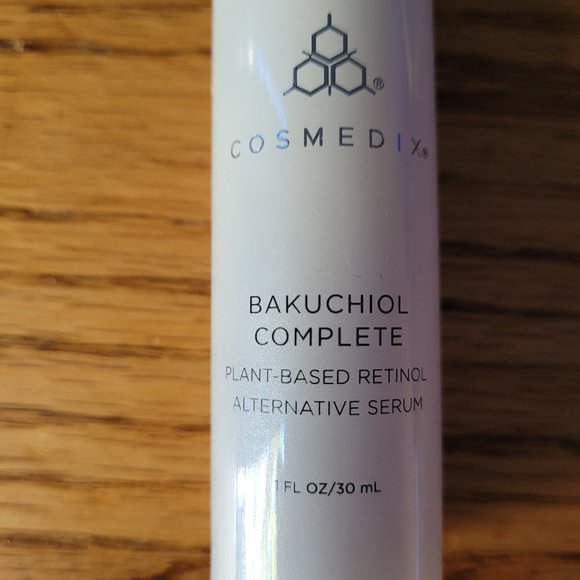 ®
COSMEDIX®
BAKUCHIOL
COMPLETE
PLANT-BASED RETINOL
ALTERNATIVE SERUM
1 FL OZ/30 mL